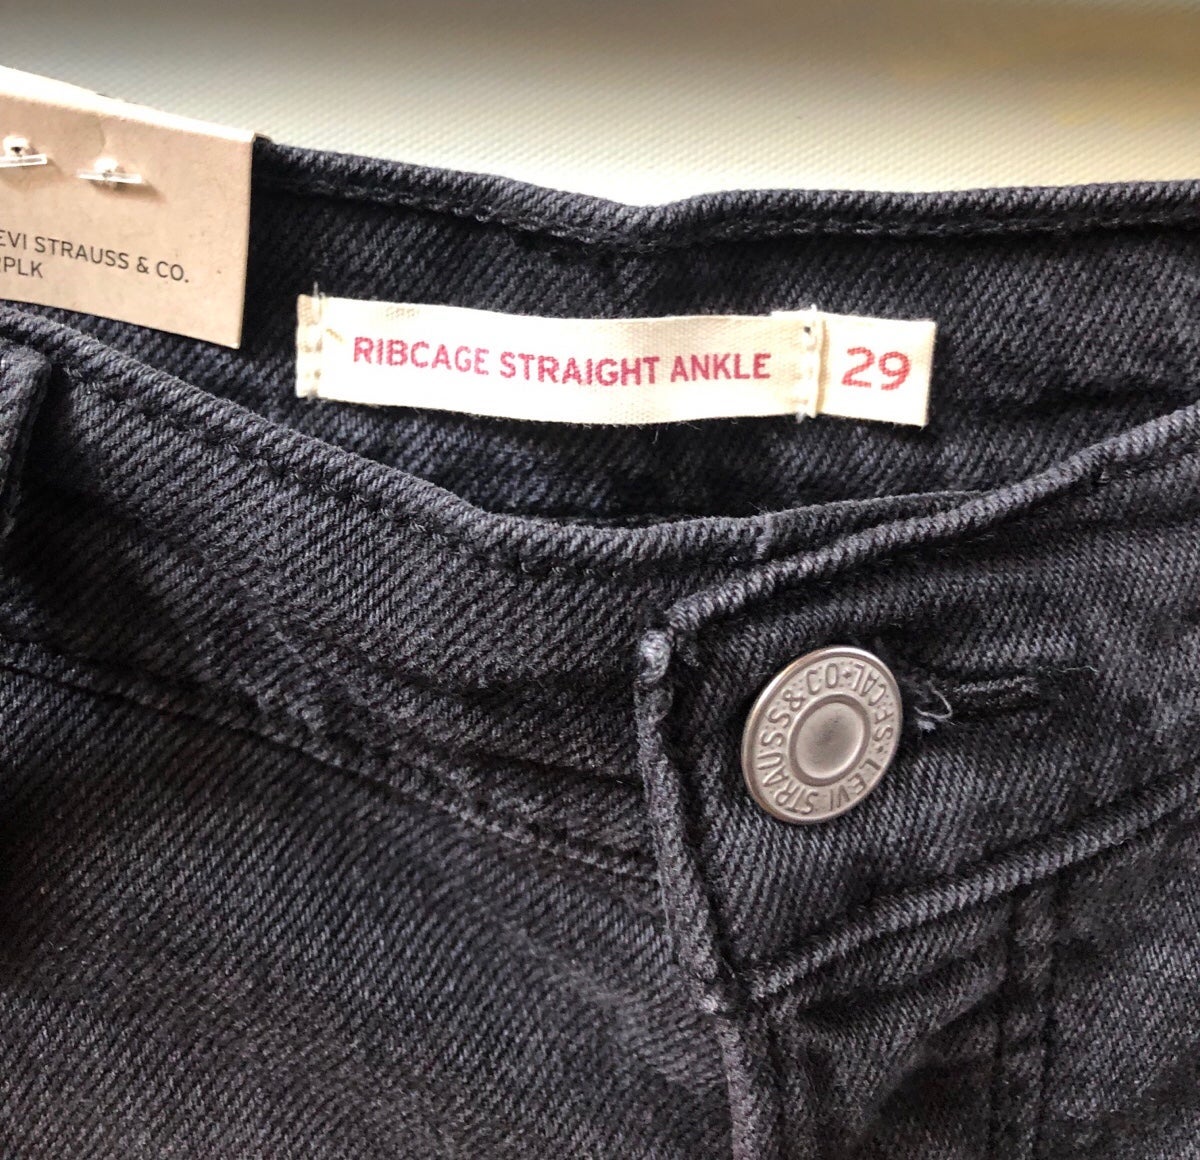 EVI STRAUSS & CO.
PLK
RIBCAGE STRAIGHT ANKLE
29
LEVI STRAUSS & CO · S.F. CAL ·